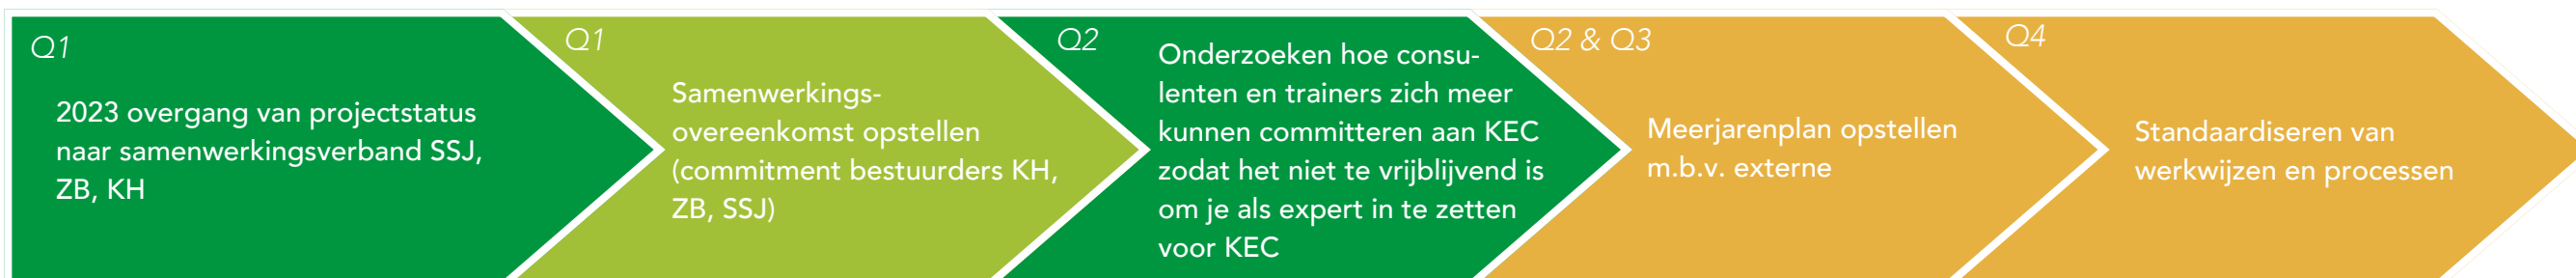 Q1
2023 overgang van projectstatus
naar samenwerkingsverband SSJ,
ZB, KH
Q1
Samenwerkings-
overeenkomst opstellen
(commitment bestuurders KH,
ZB, SSJ)
Q2
Onderzoeken hoe consu-
lenten en trainers zich meer
kunnen committeren aan KEC
zodat het niet te vrijblijvend is
om je als expert in te zetten
voor KEC
Q2 & Q3
Meerjarenplan opstellen
m.b.v. externe
Q4
Standaardiseren van
werkwijzen en processen